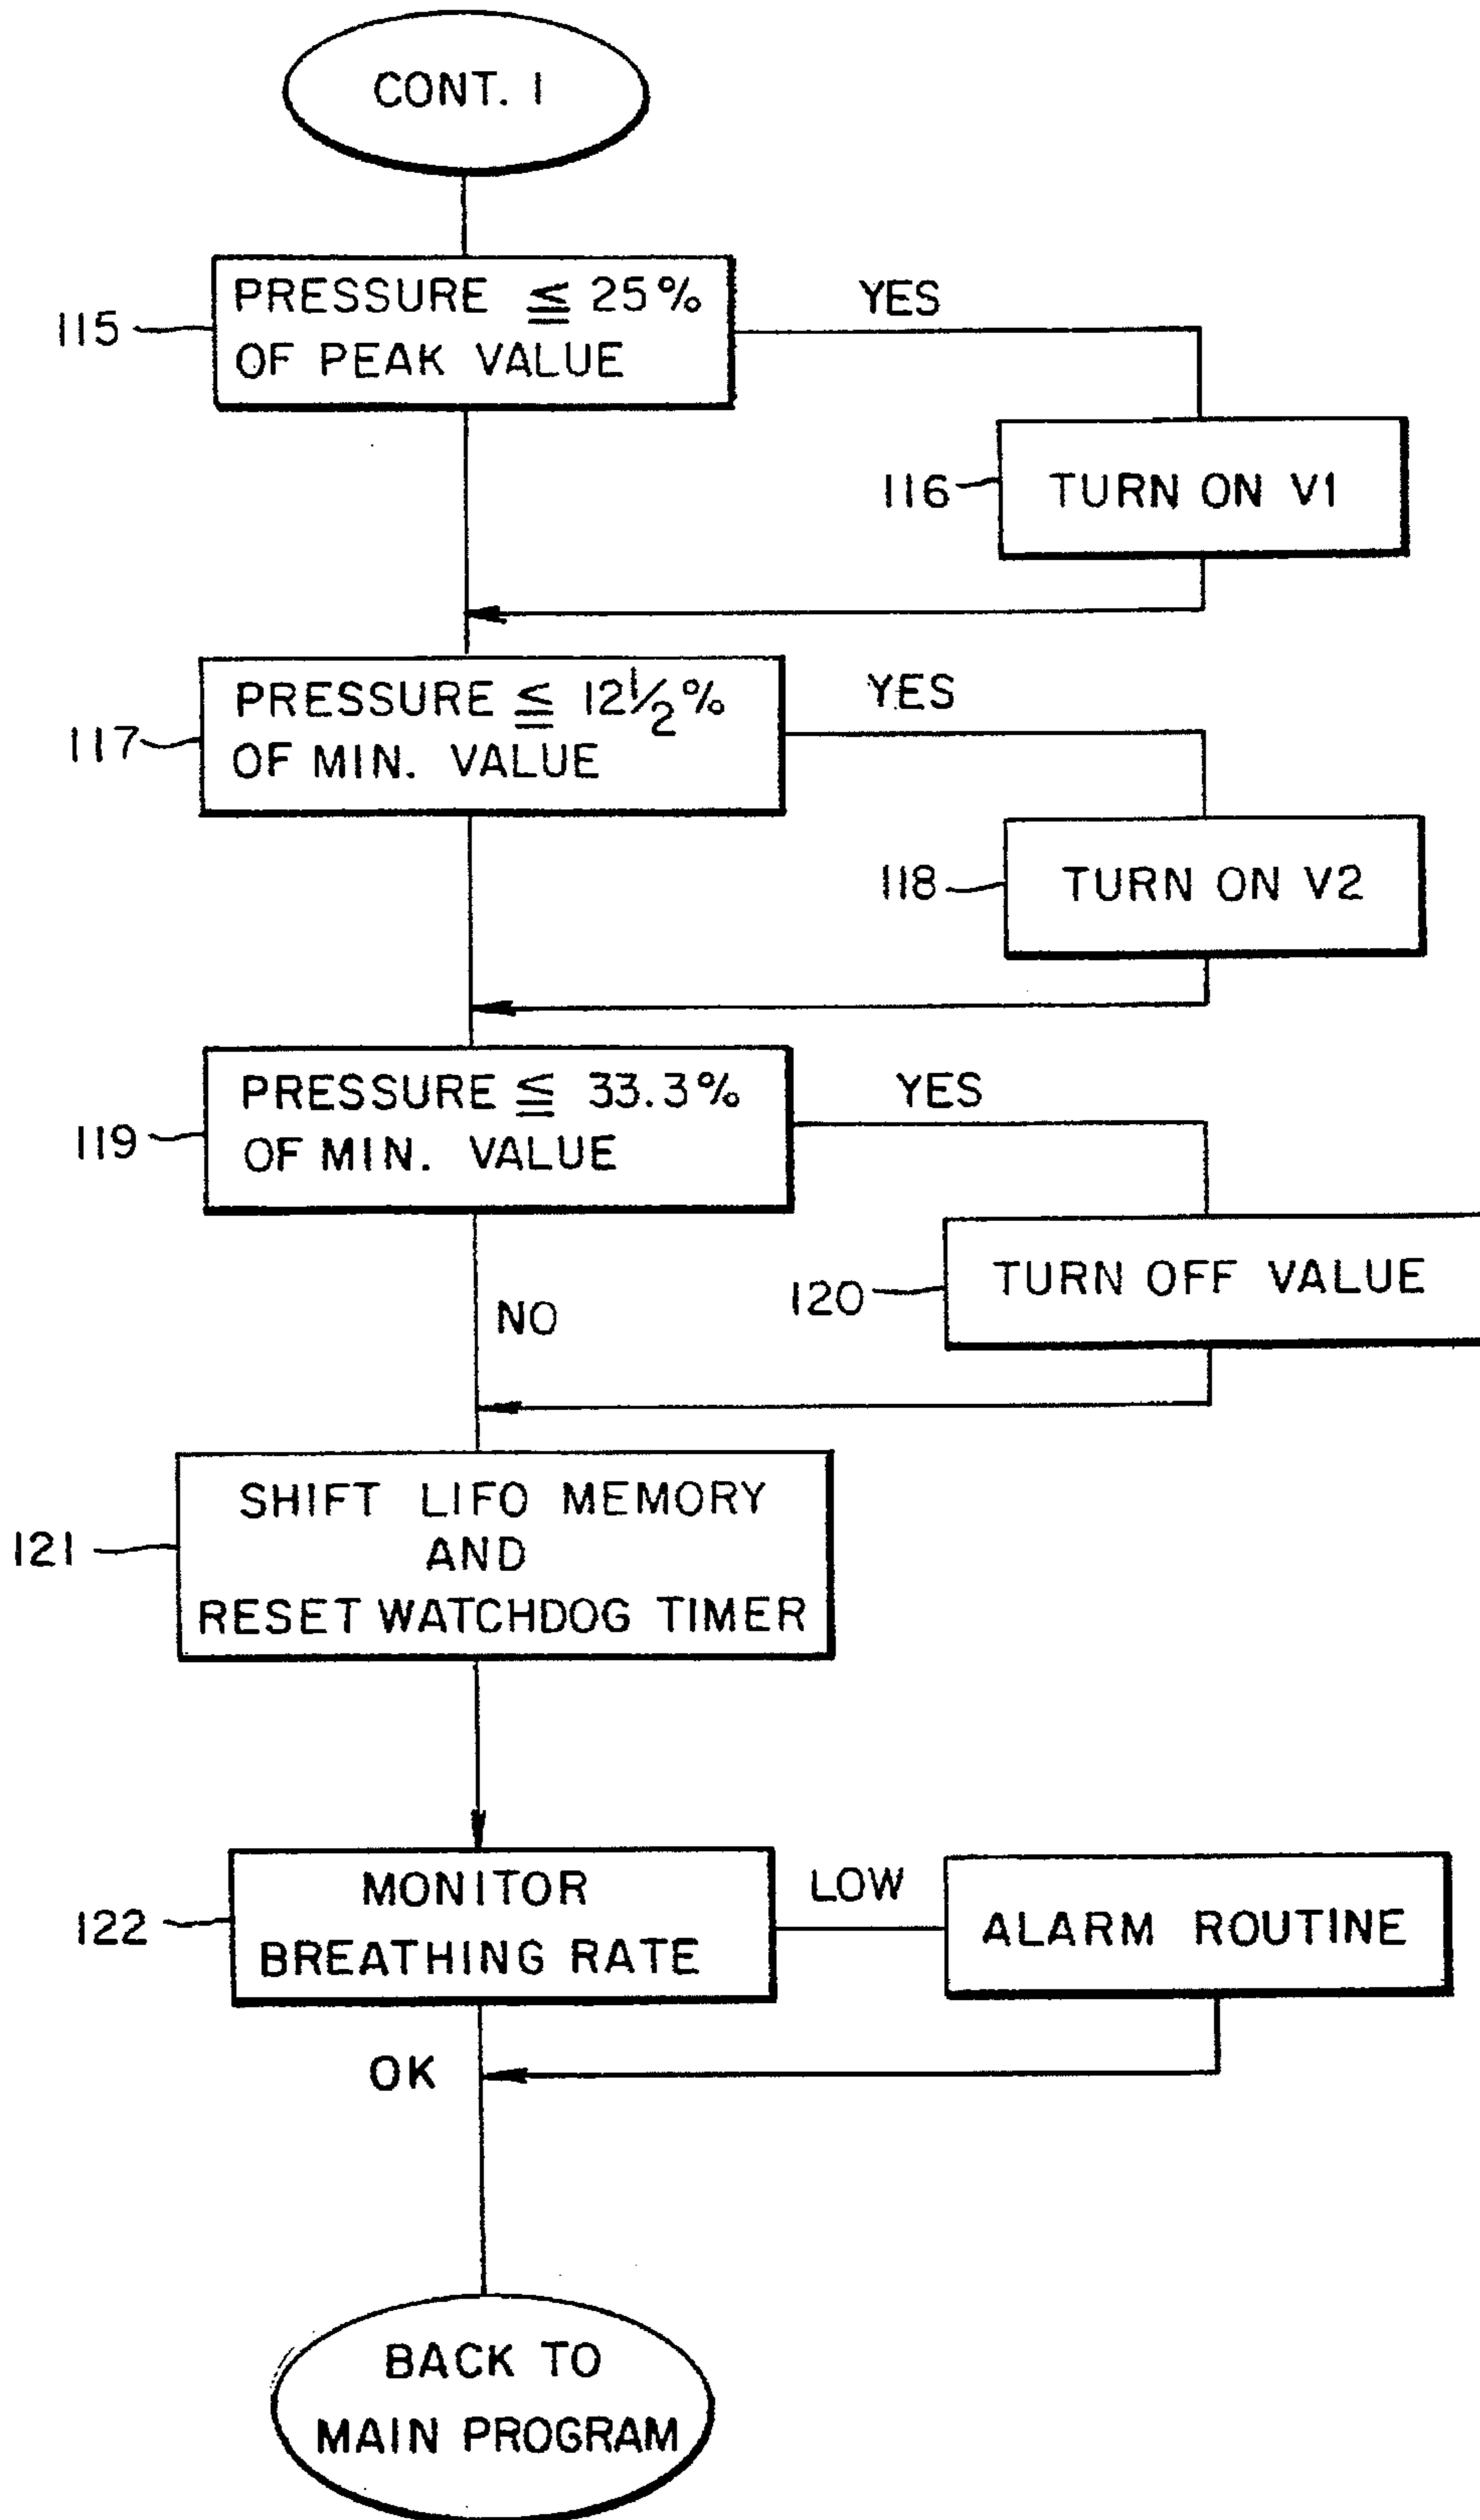 CONT. 1
PRESSURE ≦ 25%
OF PEAK VALUE
YES
115
116
TURN ON V1
PRESSURE ≦ 12½%
OF MIN. VALUE
YES
117
118
TURN ON V2
PRESSURE ≦ 33.3%
OF MIN. VALUE
YES
119
120
TURN OFF VALUE
NO
SHIFT LIFO MEMORY
AND
RESET WATCHDOG TIMER
121
MONITOR
BREATHING RATE
LOW
ALARM ROUTINE
122
OK
BACK TO
MAIN PROGRAM